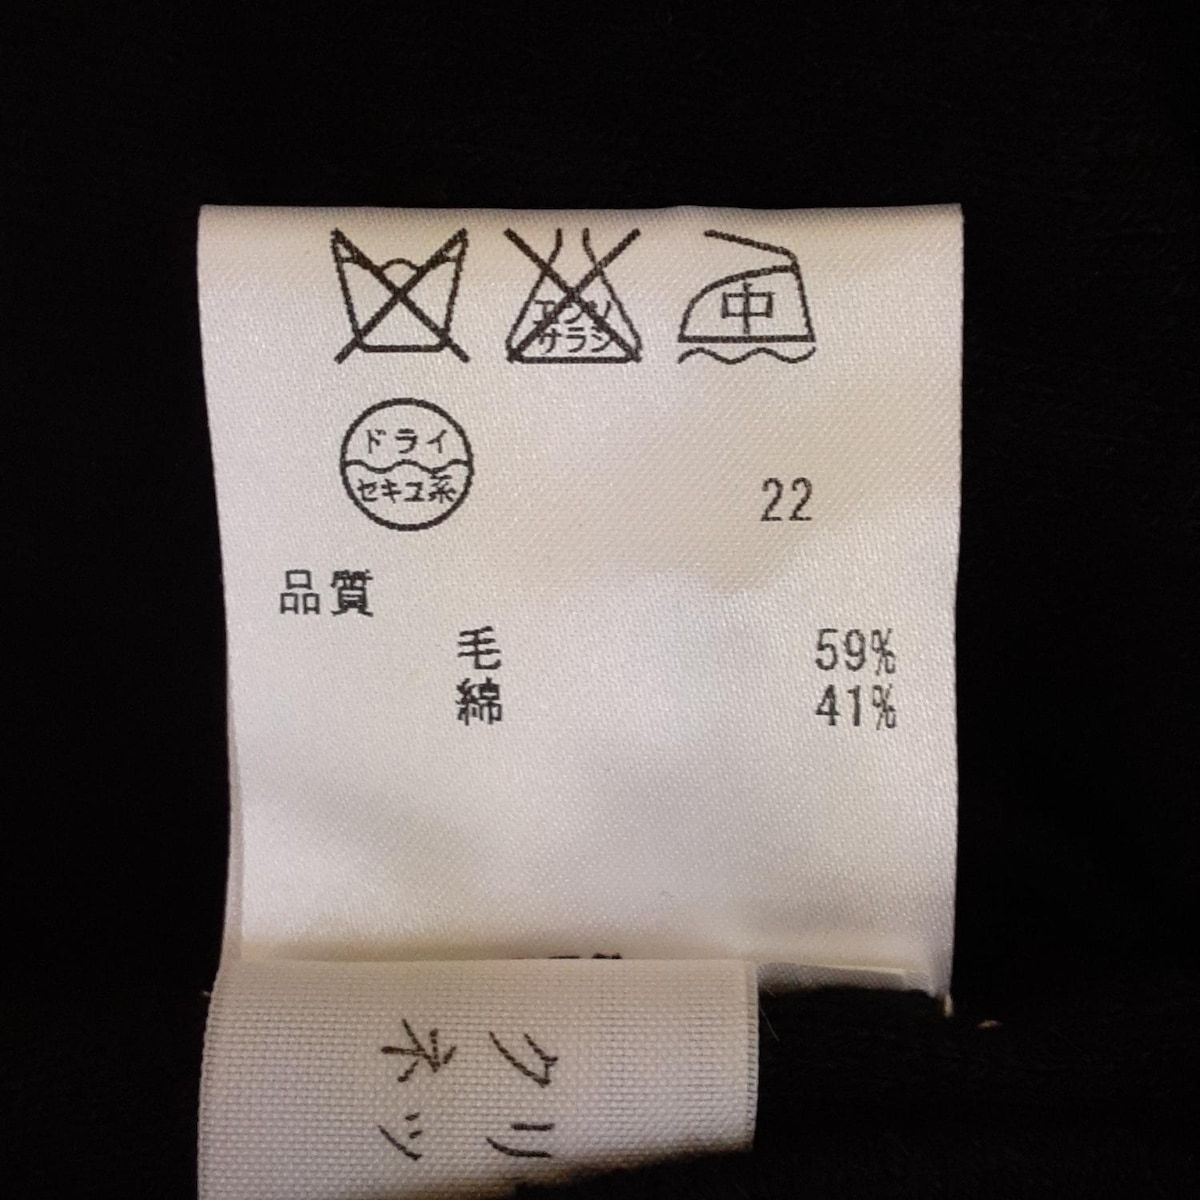 エンソ
サラシ
中
ドライ
セキユ系
22
品質
毛 59%
綿 41%
クリ
ネッ